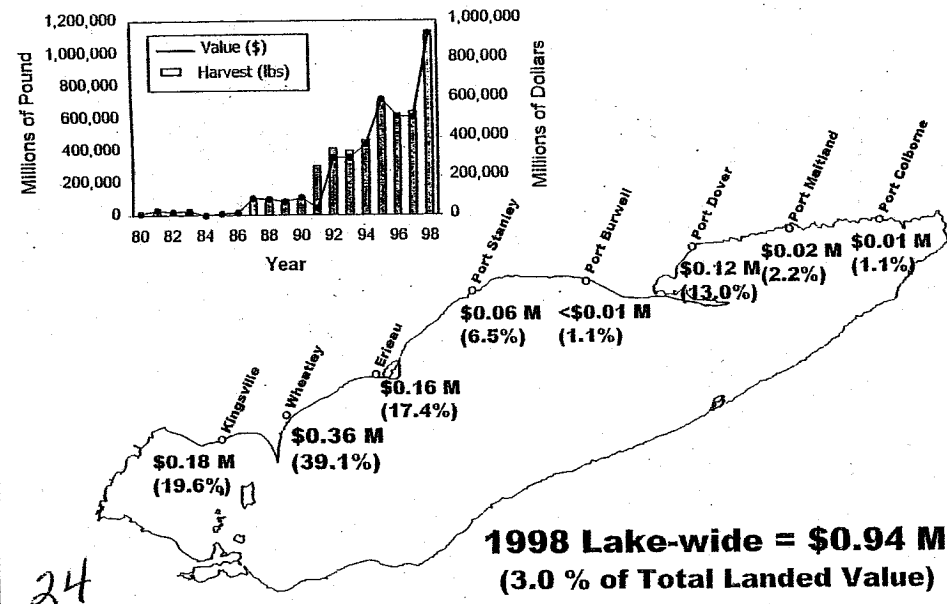 1,200,000
1,000,000
800,000
600,000
400,000
200,000
0
Millions of Pound
Value ($)
Harvest (lbs)
1,000,000
800,000
600,000
400,000
200,000
0
Millions of Dollars
80 82 84 86 88 90 92 94 96 98
Year
Kingsville
$0.18 M
(19.6%)
Wheatley
$0.36 M
(39.1%)
Erieau
$0.16 M
(17.4%)
Port Stanley
$0.06 M
(6.5%)
Port Burwell
<$0.01 M
(1.1%)
Port Dover
$0.12 M
(13.0%)
Port Maitland
$0.02 M
(2.2%)
Port Colborne
$0.01 M
(1.1%)
1998 Lake-wide = $0.94 M
(3.0 % of Total Landed Value)
24